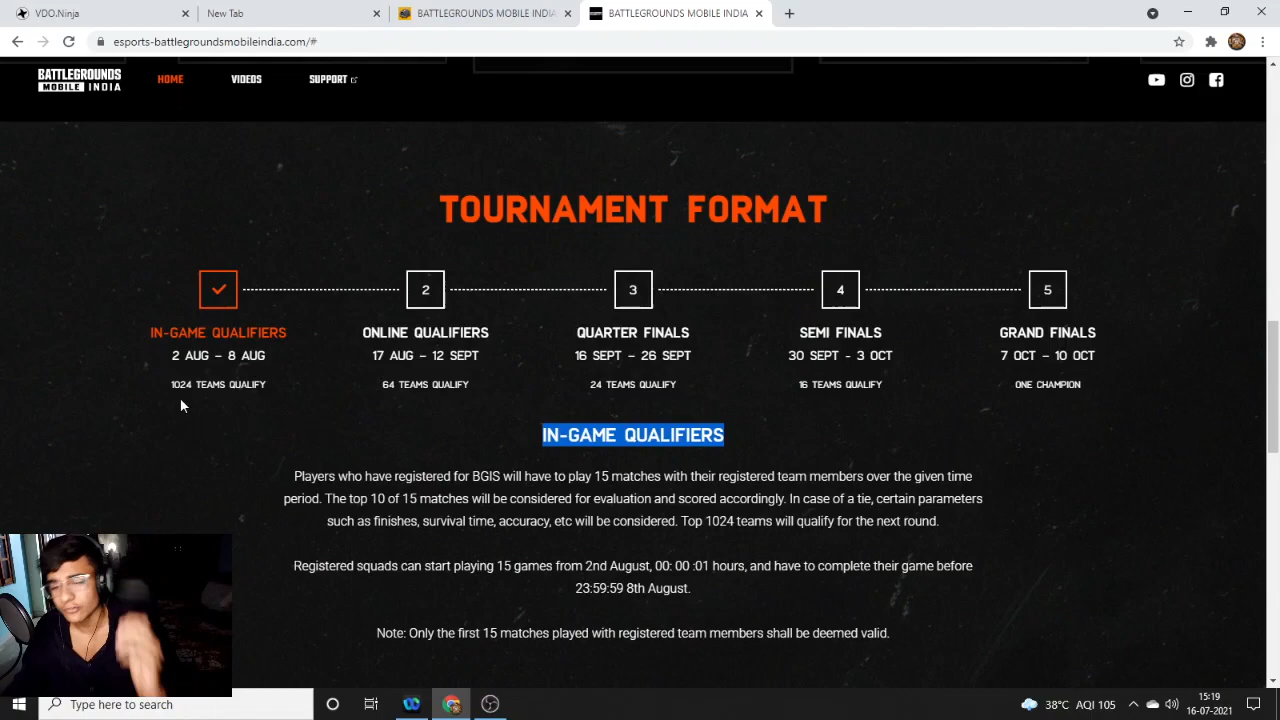 VDO.Ninja
New Tab
BATTLEGROUNDS MOBILE INDIA
BATTLEGROUNDS MOBILE INDIA
esports-battlegroundsmobileindia.com/#
BATTLEGROUNDS
MOBILE INDIA
HOME
VIDEOS
SUPPORT
TOURNAMENT FORMAT
2
3
4
5
IN-GAME QUALIFIERS
ONLINE QUALIFIERS
QUARTER FINALS
SEMI FINALS
GRAND FINALS
2 AUG – 8 AUG
17 AUG – 12 SEPT
16 SEPT – 26 SEPT
30 SEPT - 3 OCT
7 OCT – 10 OCT
1024 TEAMS QUALIFY
64 TEAMS QUALIFY
24 TEAMS QUALIFY
16 TEAMS QUALIFY
ONE CHAMPION
IN-GAME QUALIFIERS
Players who have registered for BGIS will have to play 15 matches with their registered team members over the given time
period. The top 10 of 15 matches will be considered for evaluation and scored accordingly. In case of a tie, certain parameters
such as finishes, survival time, accuracy, etc will be considered. Top 1024 teams will qualify for the next round.
Registered squads can start playing 15 games from 2nd August, 00: 00 :01 hours, and have to complete their game before
23:59:59 8th August.
Note: Only the first 15 matches played with registered team members shall be deemed valid.
Type here to search
38°C AQI 105
15:19
16-07-2021